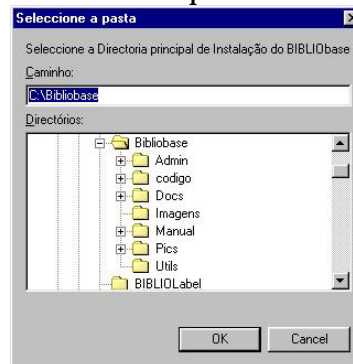 Seleccione a pasta
Seleccione a Directoria principal de Instalação do BIBLIObase
Caminho:
C:\Bibliobase
Directórios:
Bibliobase
Admin
codigo
Docs
Imagens
Manual
Pics
Utils
BIBLIOLabel
OK
Cancel